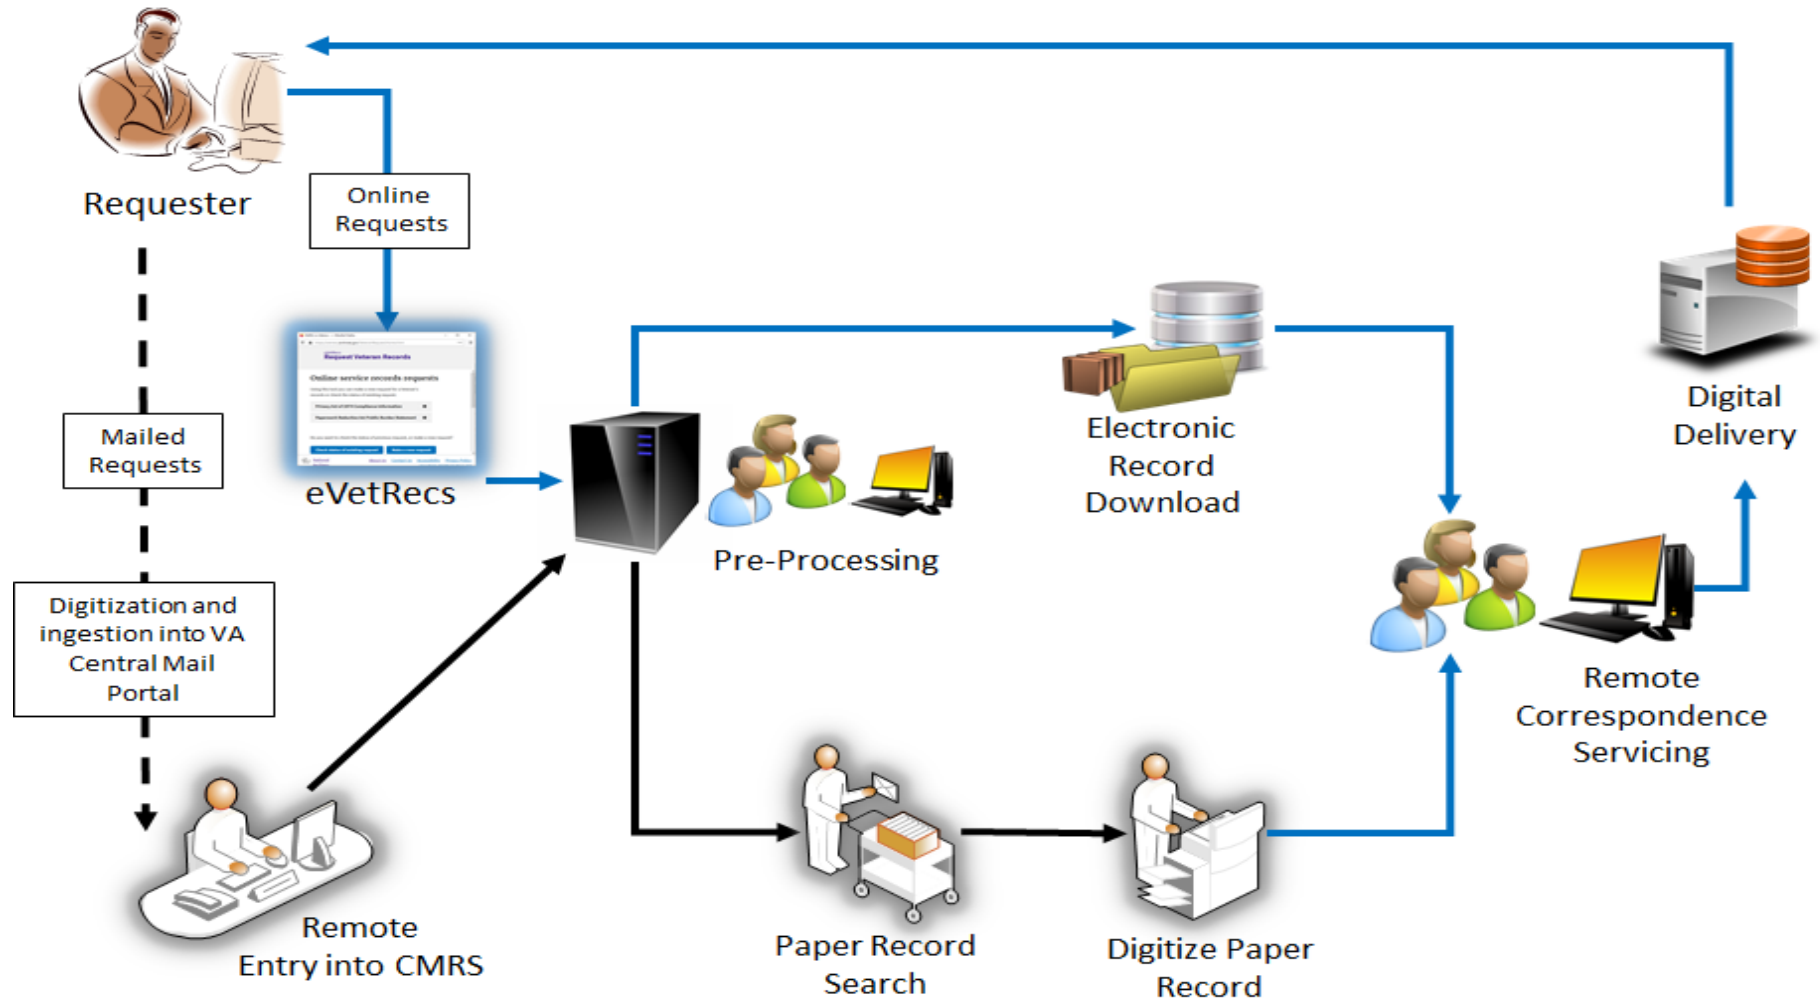 Requester
Online
Requests
Request Veteran Records
Online service records requests
eVetRecs
Mailed
Requests
Digitization and
ingestion into VA
Central Mail
Portal
Remote
Entry into CMRS
Pre-Processing
Electronic
Record
Download
Paper Record
Search
Digitize Paper
Record
Remote
Correspondence
Servicing
Digital
Delivery